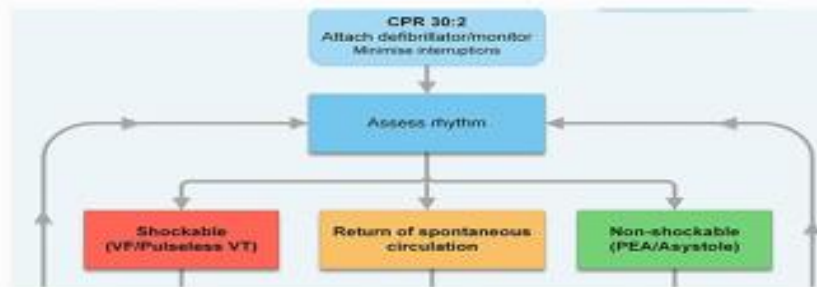 CPR 30:2
Attach defibrillator/monitor
Minimise interruptions
Assess rhythm
Shockable
(VF/Pulseless VT)
Return of spontaneous
circulation
Non-shockable
(PEA/Asystole)